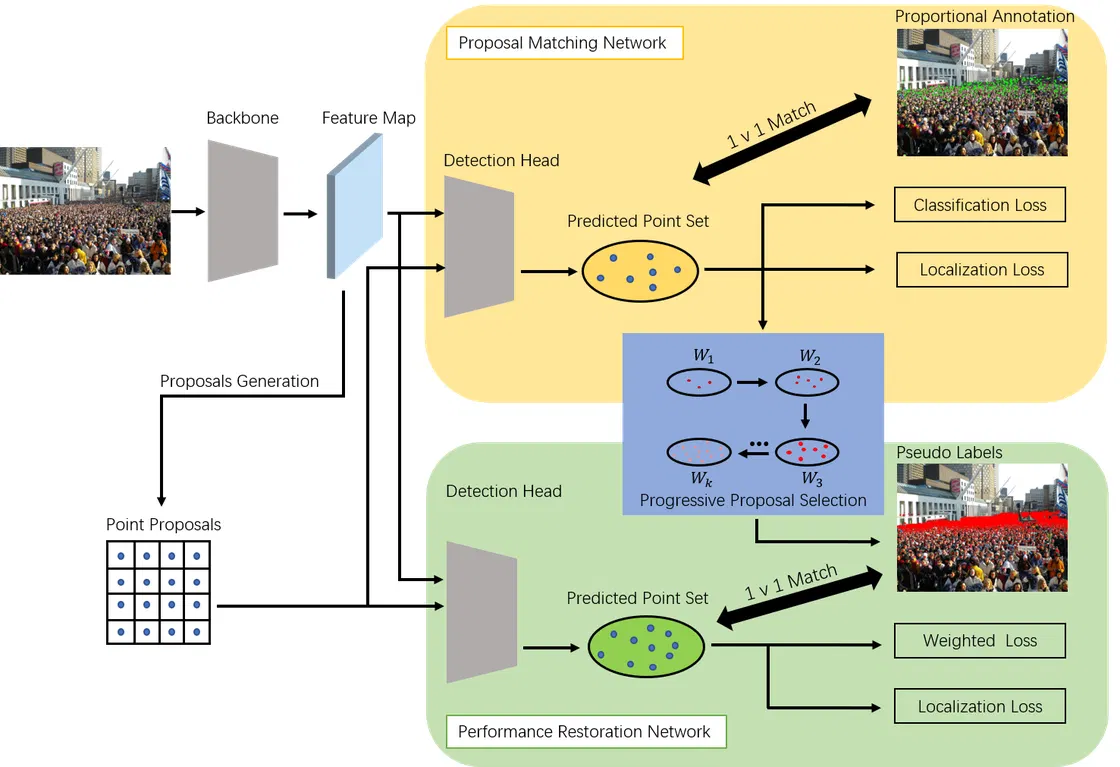 Proportional Annotation
Proposal Matching Network
1 v 1 Match
Backbone
Feature Map
Detection Head
Classification Loss
Predicted Point Set
Localization Loss
W₁
W₂
Proposals Generation
•••
Wₖ
W₃
Progressive Proposal Selection
Pseudo Labels
Detection Head
Point Proposals
1 v 1 Match
Predicted Point Set
Weighted Loss
Localization Loss
Performance Restoration Network